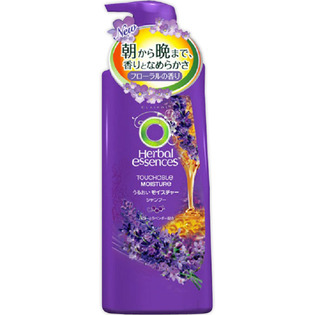 New
朝から晩まで、
香りとなめらかさ
フローラルの香り
Herbal
essences
TOUCHABLE
MOISTURE
うるおい モイスチャー
シャンプー